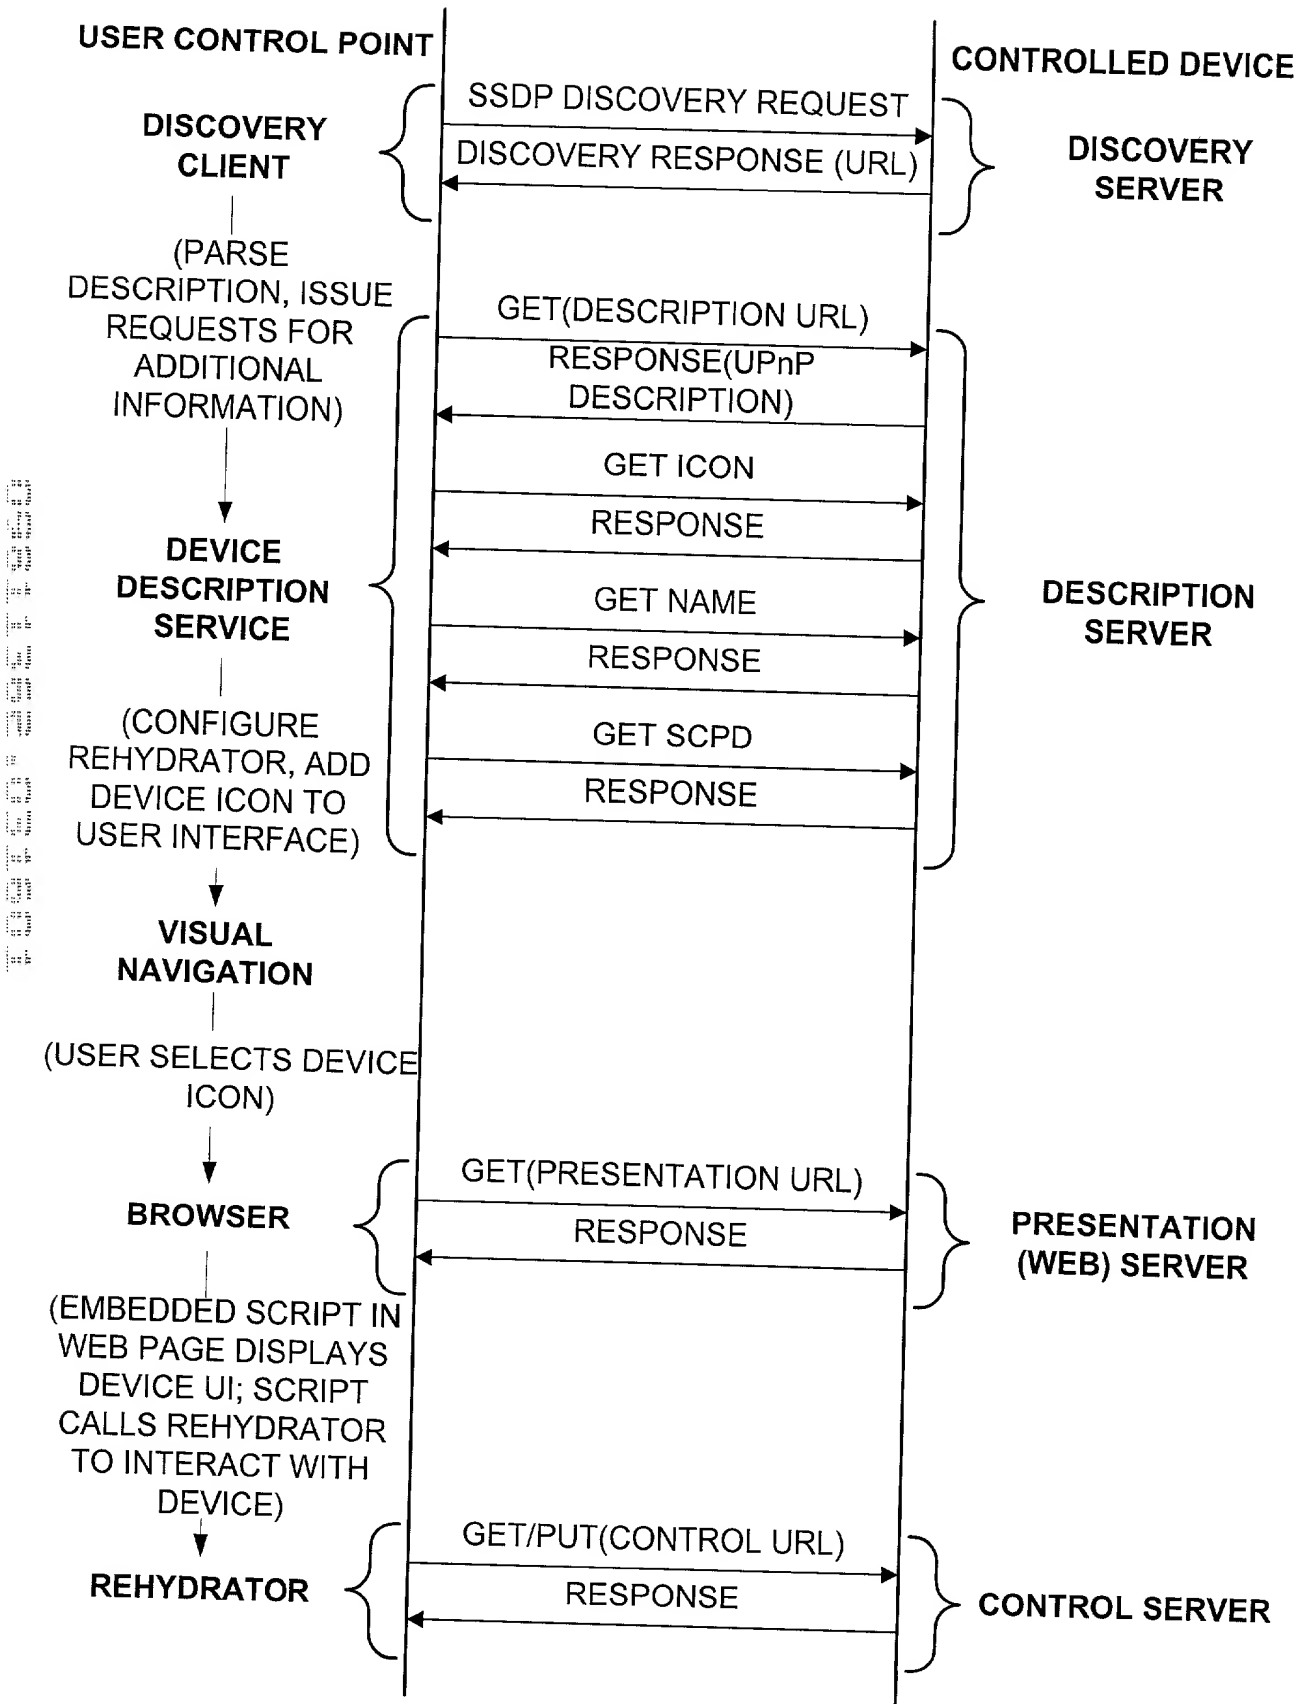 USER CONTROL POINT
CONTROLLED DEVICE
SSDP DISCOVERY REQUEST
DISCOVERY
CLIENT
DISCOVERY RESPONSE (URL)
DISCOVERY
SERVER
(PARSE
DESCRIPTION, ISSUE
REQUESTS FOR
ADDITIONAL
INFORMATION)
GET(DESCRIPTION URL)
RESPONSE(UPnP
DESCRIPTION)
GET ICON
RESPONSE
DEVICE
DESCRIPTION
SERVICE
GET NAME
RESPONSE
DESCRIPTION
SERVER
(CONFIGURE
REHYDRATOR, ADD
DEVICE ICON TO
USER INTERFACE)
GET SCPD
RESPONSE
VISUAL
NAVIGATION
(USER SELECTS DEVICE
ICON)
GET(PRESENTATION URL)
BROWSER
RESPONSE
PRESENTATION
(WEB) SERVER
(EMBEDDED SCRIPT IN
WEB PAGE DISPLAYS
DEVICE UI; SCRIPT
CALLS REHYDRATOR
TO INTERACT WITH
DEVICE)
GET/PUT(CONTROL URL)
REHYDRATOR
RESPONSE
CONTROL SERVER